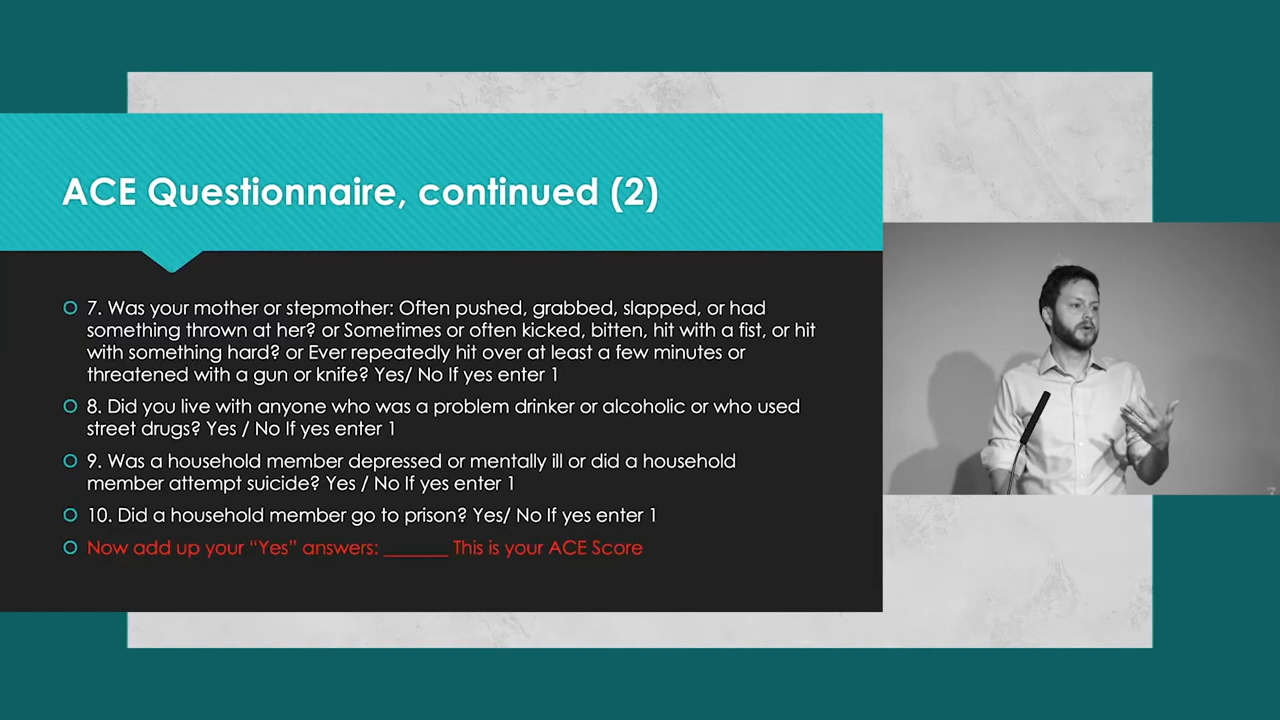 ACE Questionnaire, continued (2)
O 7. Was your mother or stepmother: Often pushed, grabbed, slapped, or had
something thrown at her? or Sometimes or often kicked, bitten, hit with a fist, or hit
with something hard? or Ever repeatedly hit over at least a few minutes or
threatened with a gun or knife? Yes/ No If yes enter 1
O 8. Did you live with anyone who was a problem drinker or alcoholic or who used
street drugs? Yes / No If yes enter 1
O 9. Was a household member depressed or mentally ill or did a household
member attempt suicide? Yes / No If yes enter 1
O 10. Did a household member go to prison? Yes/ No If yes enter 1
O Now add up your “Yes” answers: _______ This is your ACE Score